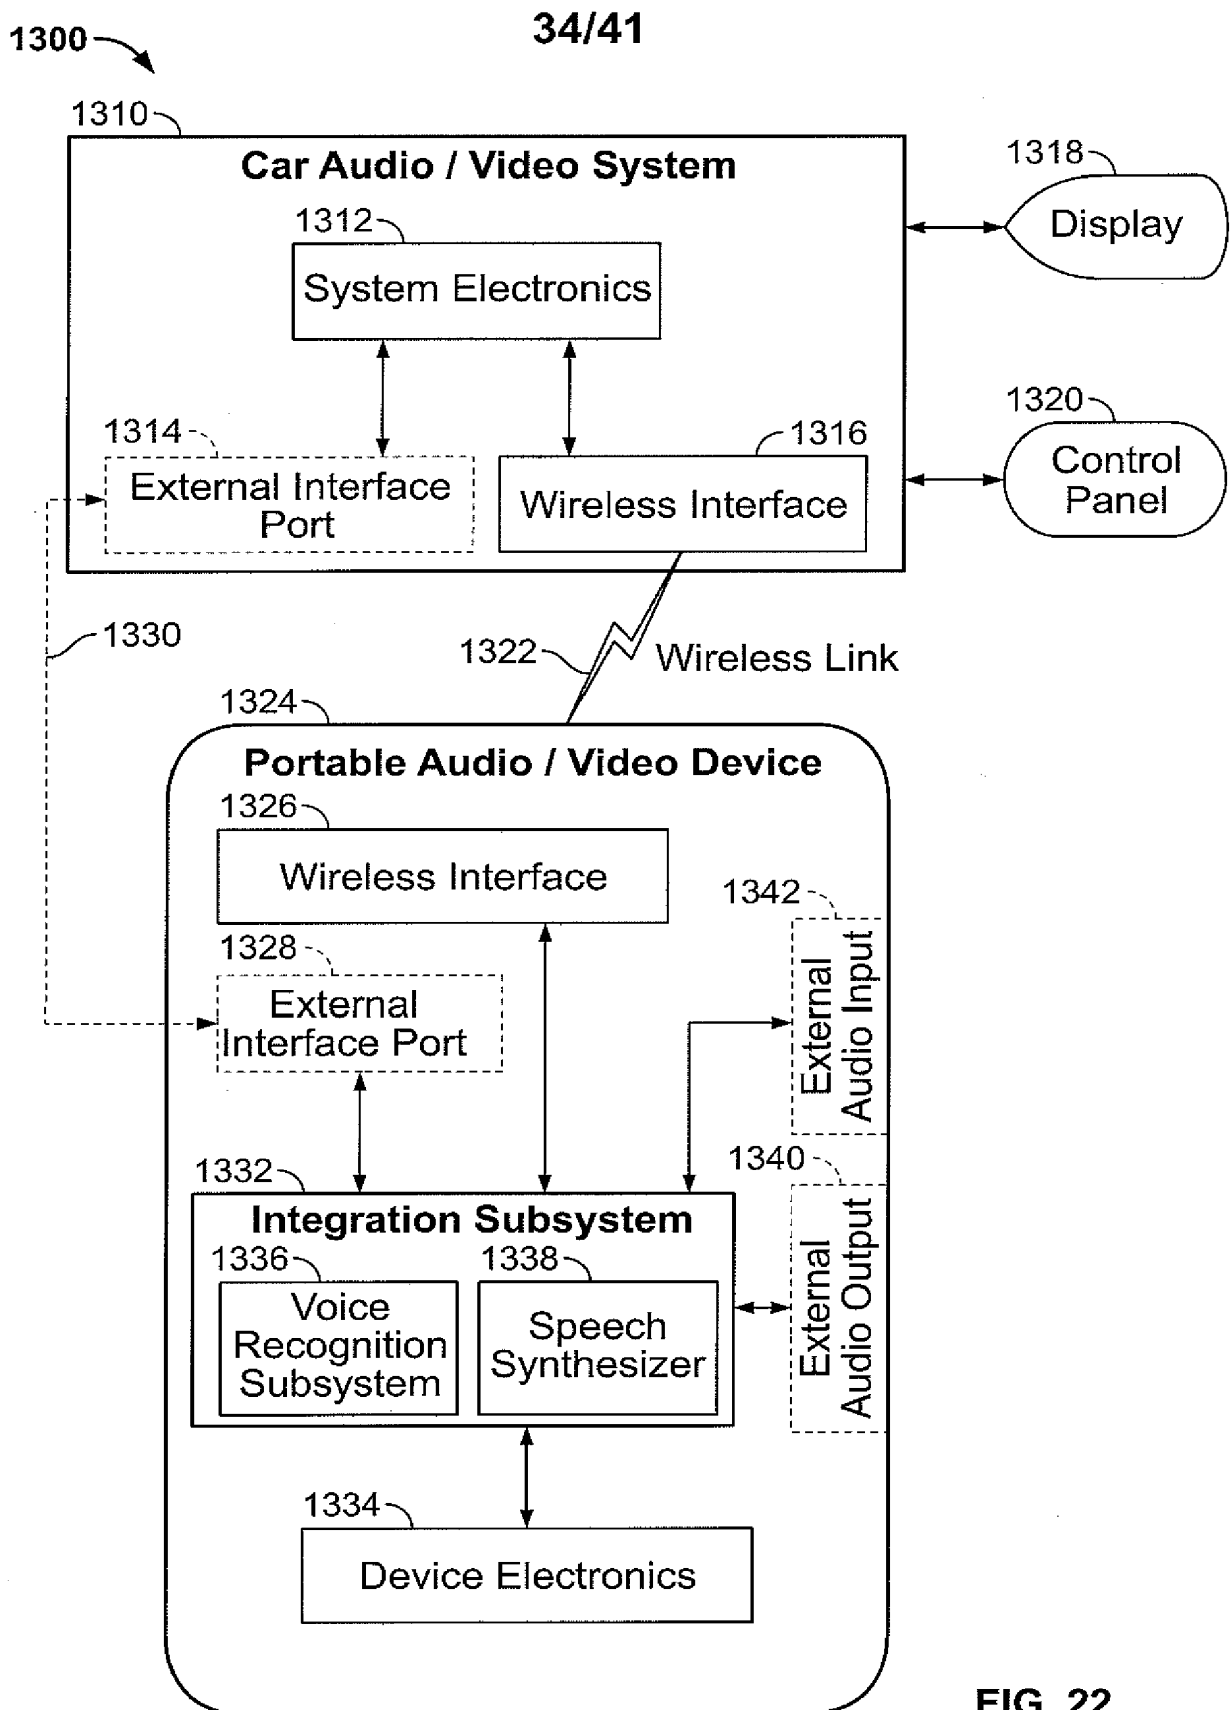 34/41
1300
1310
Car Audio / Video System
1312
System Electronics
1314
External Interface
Port
1316
Wireless Interface
1318
Display
1320
Control
Panel
1330
1322
Wireless Link
1324
Portable Audio / Video Device
1326
Wireless Interface
1328
External
Interface Port
1342
External
Audio Input
1332
Integration Subsystem
1336
Voice
Recognition
Subsystem
1338
Speech
Synthesizer
1340
External
Audio Output
1334
Device Electronics
FIG. 22